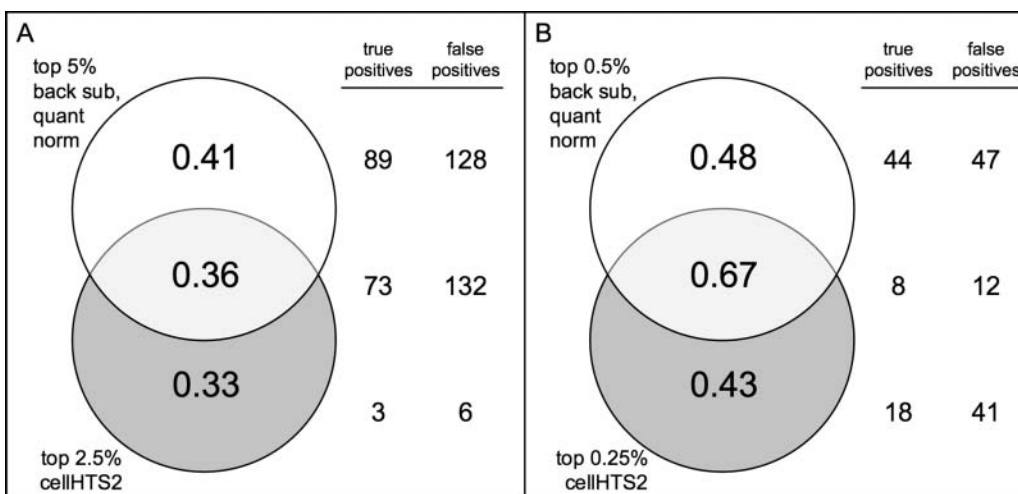 A
top 5%
back sub,
quant
norm
true
positives
false
positives
0.41
89 128
0.36
73 132
0.33
3 6
top 2.5%
cellHTS2
B
top 0.5%
back sub,
quant
norm
true
positives
false
positives
0.48
44 47
0.67
8 12
0.43
18 41
top 0.25%
cellHTS2